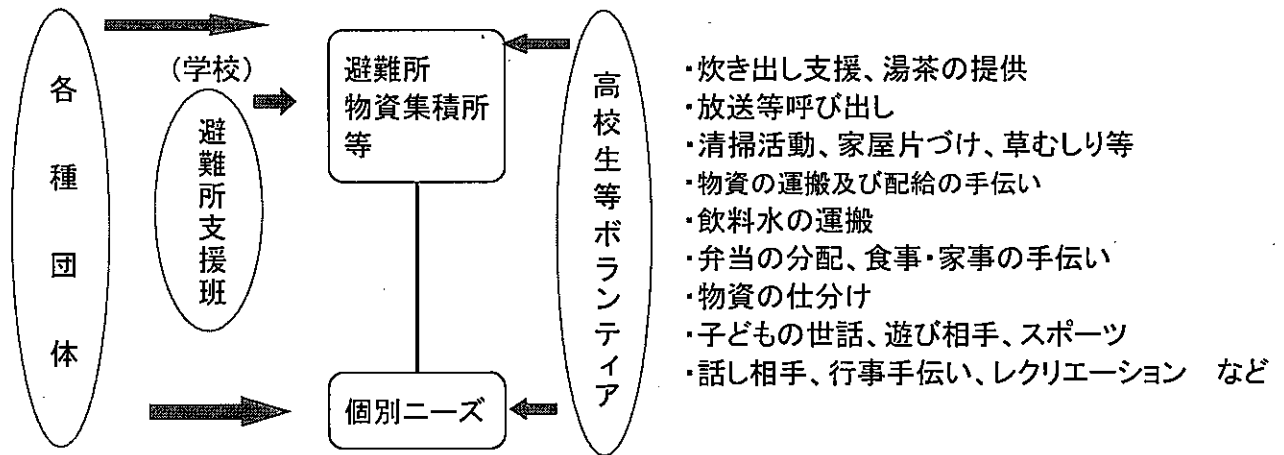 各種団体
(学校)
避難所支援班
避難所
物資集積所
等
個別ニーズ
高校生等ボランティア
・炊き出し支援、湯茶の提供
・放送等呼び出し
・清掃活動、家屋片づけ、草むしり等
・物資の運搬及び配給の手伝い
・飲料水の運搬
・弁当の分配、食事・家事の手伝い
・物資の仕分け
・子どもの世話、遊び相手、スポーツ
・話し相手、行事手伝い、レクリエーション　など